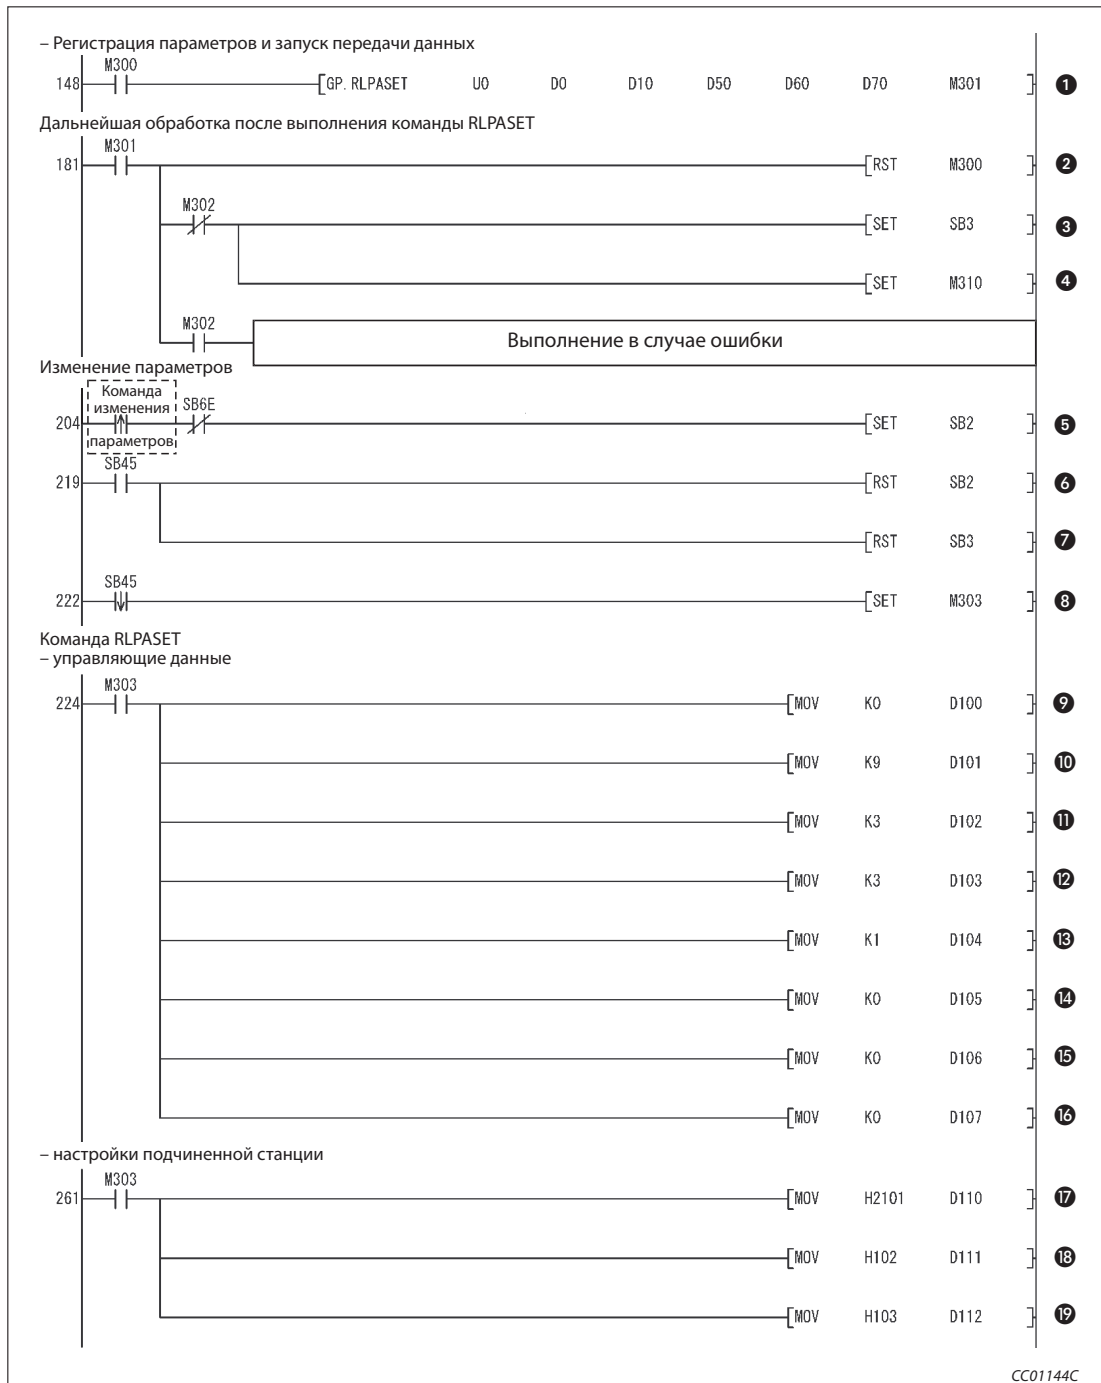 – Регистрация параметров и запуск передачи данных
M300
148 [GP. RLPASET U0 D0 D10 D50 D60 D70 M301 ] 1
Дальнейшая обработка после выполнения команды RLPASET
M301
181 [RST M300 ] 2
M302
[SET SB3 ] 3
[SET M310 ] 4
M302
Выполнение в случае ошибки
Изменение параметров
Команда
изменения SB6E
204 [SET SB2 ] 5
параметров
SB45
219 [RST SB2 ] 6
[RST SB3 ] 7
SB45
222 [SET M303 ] 8
Команда RLPASET
– управляющие данные
M303
224 [MOV K0 D100 ] 9
[MOV K9 D101 ] 10
[MOV K3 D102 ] 11
[MOV K3 D103 ] 12
[MOV K1 D104 ] 13
[MOV K0 D105 ] 14
[MOV K0 D106 ] 15
[MOV K0 D107 ] 16
– настройки подчиненной станции
M303
261 [MOV H2101 D110 ] 17
[MOV H102 D111 ] 18
[MOV H103 D112 ] 19
CC01144C